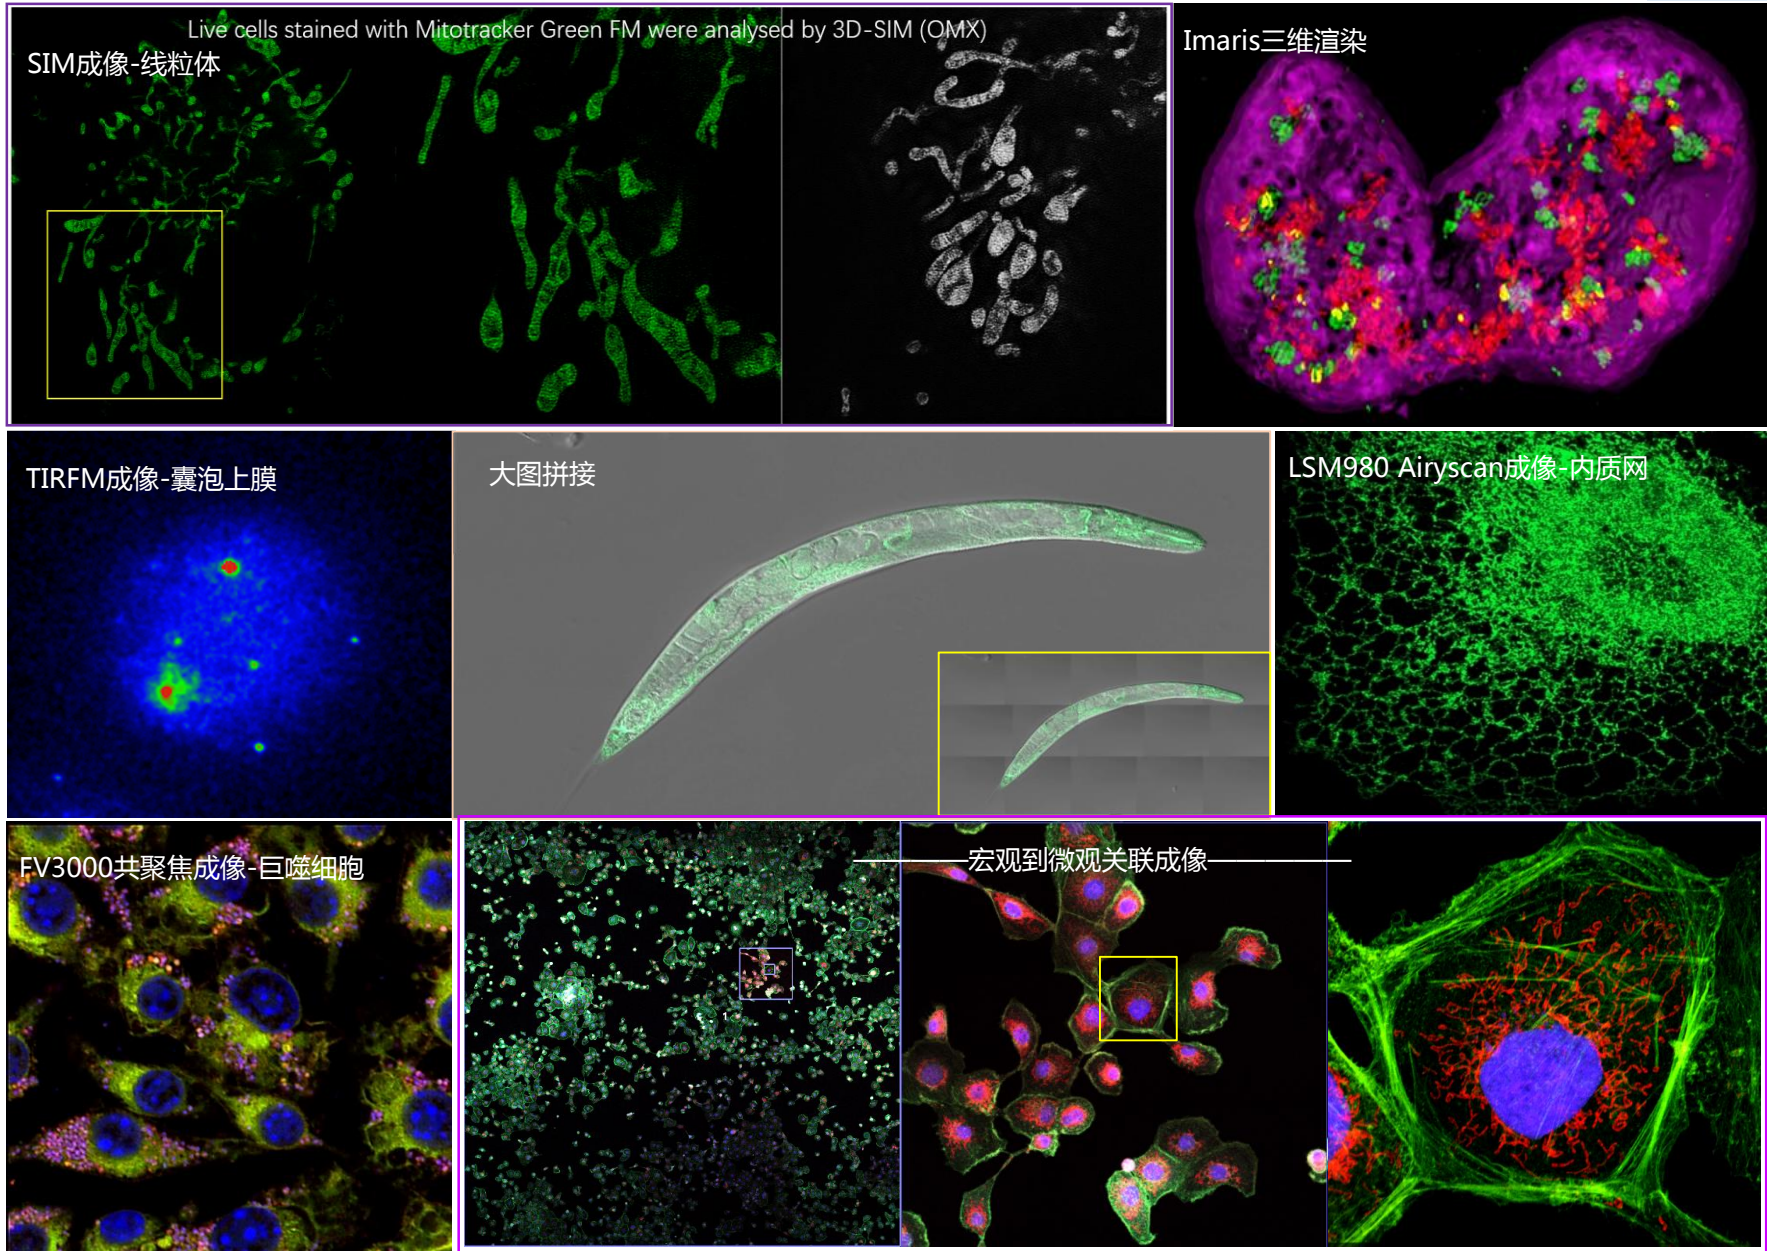 Live cells stained with Mitotracker Green FM were analysed by 3D-SIM (OMX)
SIM成像-线粒体
Imaris三维渲染
TIRFM成像-囊泡上膜
大图拼接
LSM980 Airyscan成像-内质网
FV3000共聚焦成像-巨噬细胞
宏观到微观关联成像
1